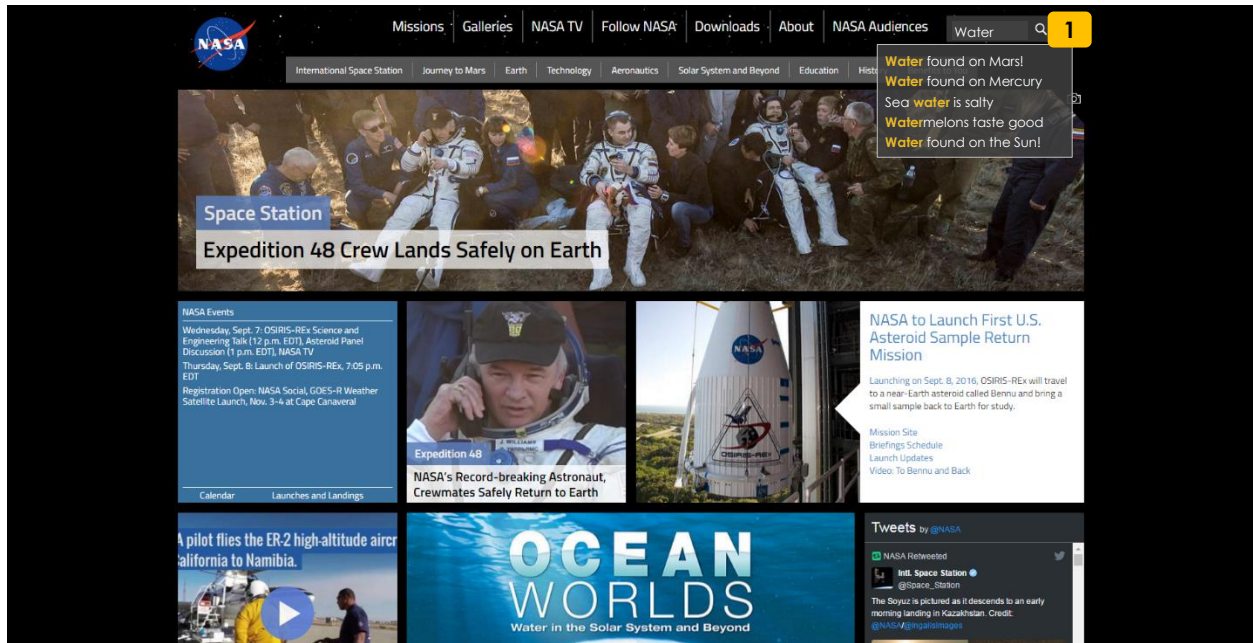 NASA
Missions
Galleries
NASA TV
Follow NASA
Downloads
About
NASA Audiences
Water
1
International Space Station
Journey to Mars
Earth
Technology
Aeronautics
Solar System and Beyond
Education
Water found on Mars!
Water found on Mercury
Sea water is salty
Watermelons taste good
Water found on the Sun!
Space Station
Expedition 48 Crew Lands Safely on Earth
NASA Events
Wednesday, Sept. 7: OSIRIS-REx Science and
Engineering Talk (12 p.m. EDT), Asteroid Panel
Discussion (1 p.m. EDT), NASA TV
Thursday, Sept. 8: Launch of OSIRIS-REx, 7:05 p.m.
EDT
Registration Open: NASA Social, GOES-R Weather
Satellite Launch, Nov. 3-4 at Cape Canaveral
Calendar
Launches and Landings
J. WILLIAMS
Expedition 48
NASA's Record-breaking Astronaut,
Crewmates Safely Return to Earth
NASA
OSIRIS-REx
NASA to Launch First U.S.
Asteroid Sample Return
Mission
Launching on Sept. 8, 2016, OSIRIS-REx will travel
to a near-Earth asteroid called Bennu and bring a
small sample back to Earth for study.
Mission Site
Briefings Schedule
Launch Updates
Video: To Bennu and Back
A pilot flies the ER-2 high-altitude aircr
alifornia to Namibia.
OCEAN
WORLDS
Water in the Solar System and Beyond
Tweets by @NASA
NASA Retweeted
Intl. Space Station
@Space_Station
The Soyuz is pictured as it descends to an early
morning landing in Kazakhstan. Credit:
@NASA/@ingallsimages